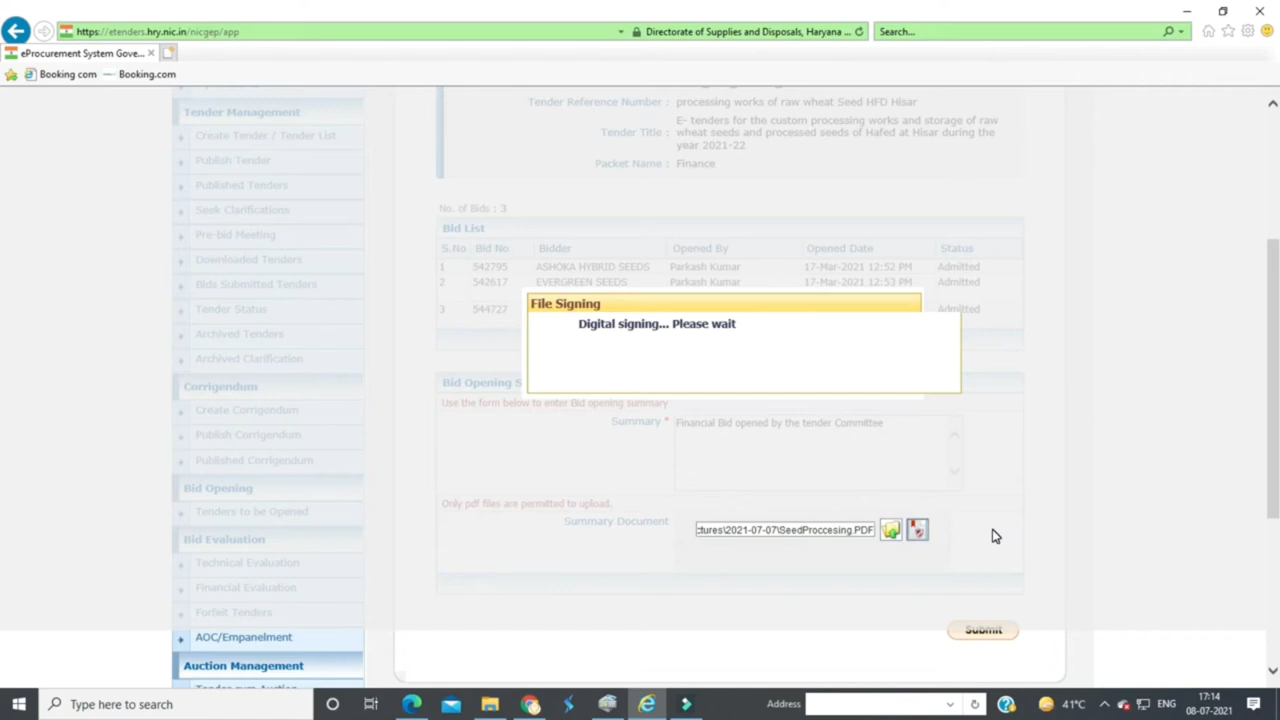 https://etenders.hry.nic.in/nicgep/app
Directorate of Supplies and Disposals, Haryana ...
Search...
eProcurement System Gove...
Booking com
Booking.com
Tender Management
Create Tender / Tender List
Publish Tender
Published Tenders
Seek Clarifications
Pre-bid Meeting
Downloaded Tenders
Bids Submitted Tenders
Tender Status
Archived Tenders
Archived Clarification
Corrigendum
Create Corrigendum
Publish Corrigendum
Published Corrigendum
Bid Opening
Tenders to be Opened
Bid Evaluation
Technical Evaluation
Financial Evaluation
Forfeit Tenders
AOC/Empanelment
Auction Management
Tender Reference Number : processing works of raw wheat Seed HFD Hisar
Tender Title : E- tenders for the custom processing works and storage of raw
wheat seeds and processed seeds of Hafed at Hisar during the
year 2021-22
Packet Name : Finance
No. of Bids : 3
Bid List
S.No Bid No. Bidder Opened By Opened Date Status
1 542795 ASHOKA HYBRID SEEDS Parkash Kumar 17-Mar-2021 12:52 PM Admitted
2 542617 EVERGREEN SEEDS Parkash Kumar 17-Mar-2021 12:53 PM Admitted
3 544727 Admitted
File Signing
Digital signing... Please wait
Bid Opening S
Use the form below to enter Bid opening summary
Summary * Financial Bid opened by the tender Committee
Only pdf files are permitted to upload.
Summary Document
tures\2021-07-07\SeedProccesing.PDF
Submit
Type here to search
Address
41°C
ENG
17:14
08-07-2021